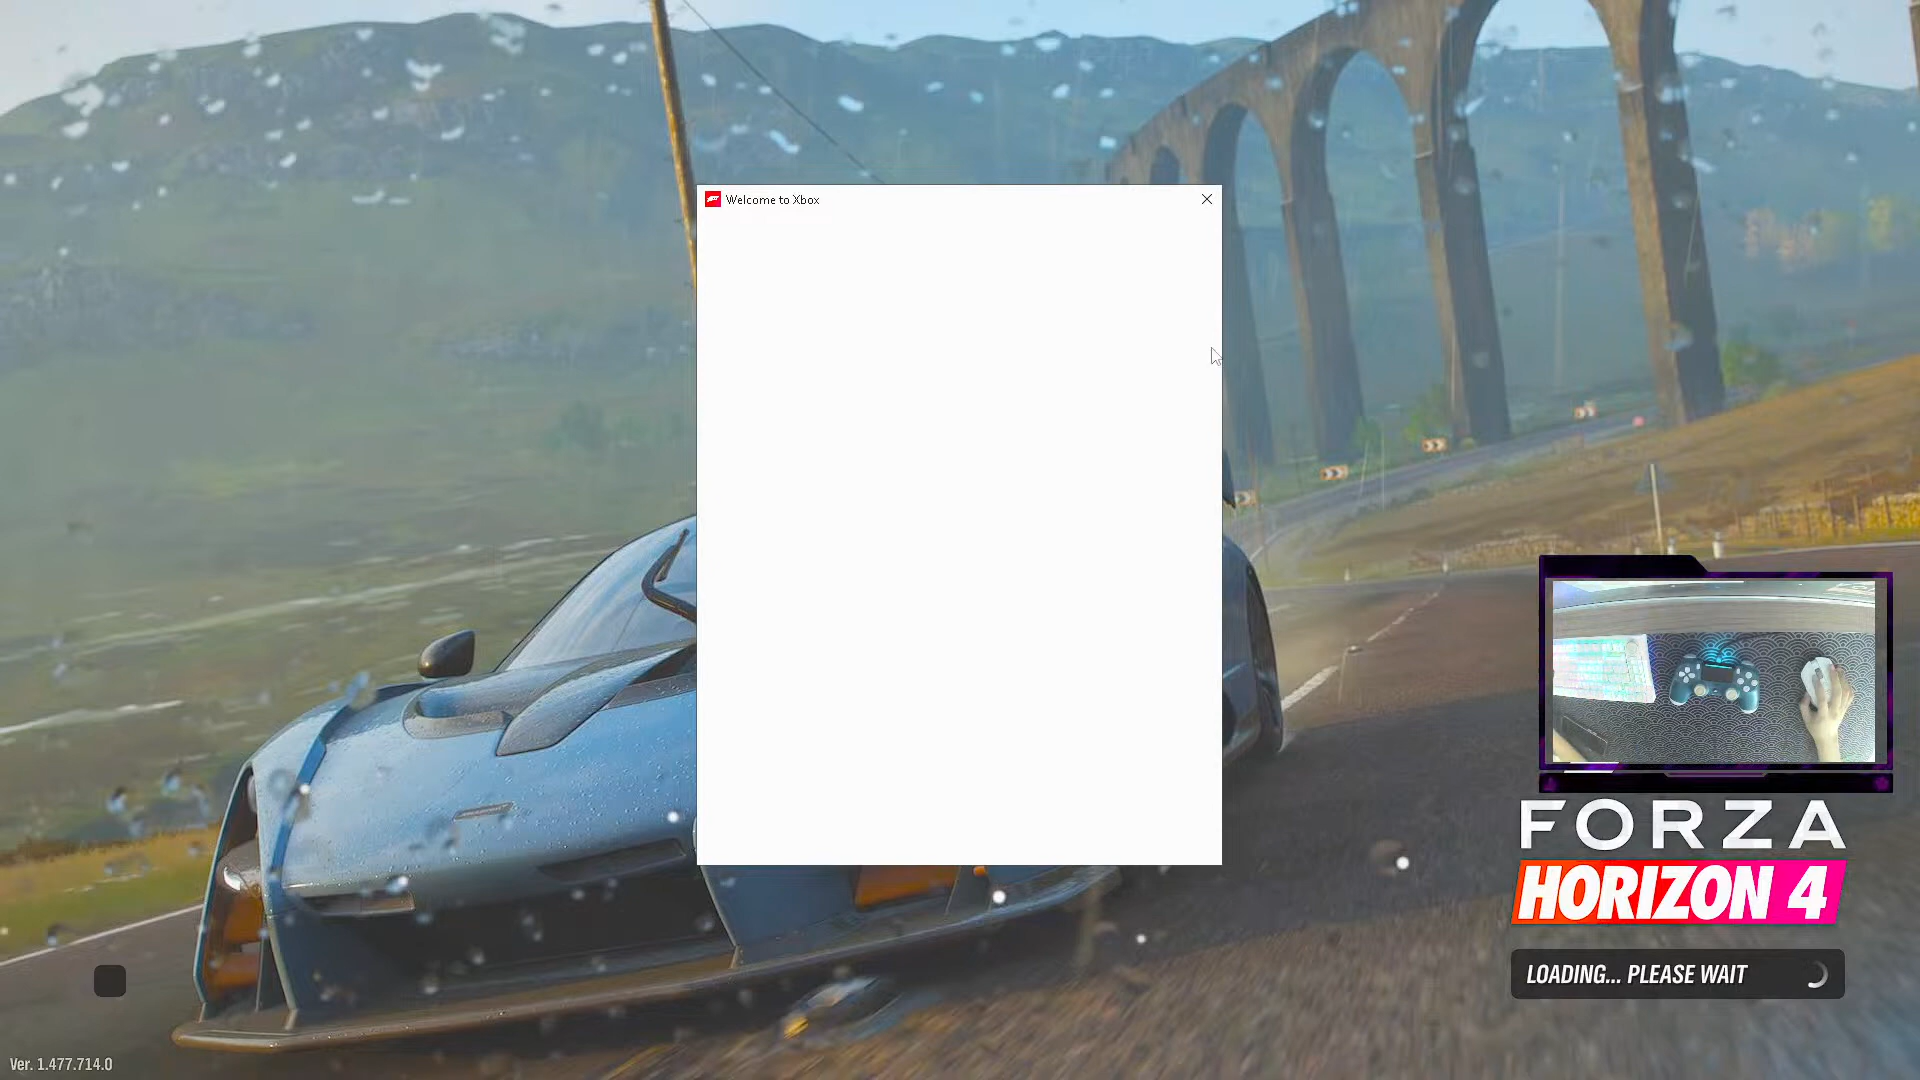 Welcome to Xbox
FORZA
HORIZON 4
LOADING... PLEASE WAIT
Ver. 1.477.714.0